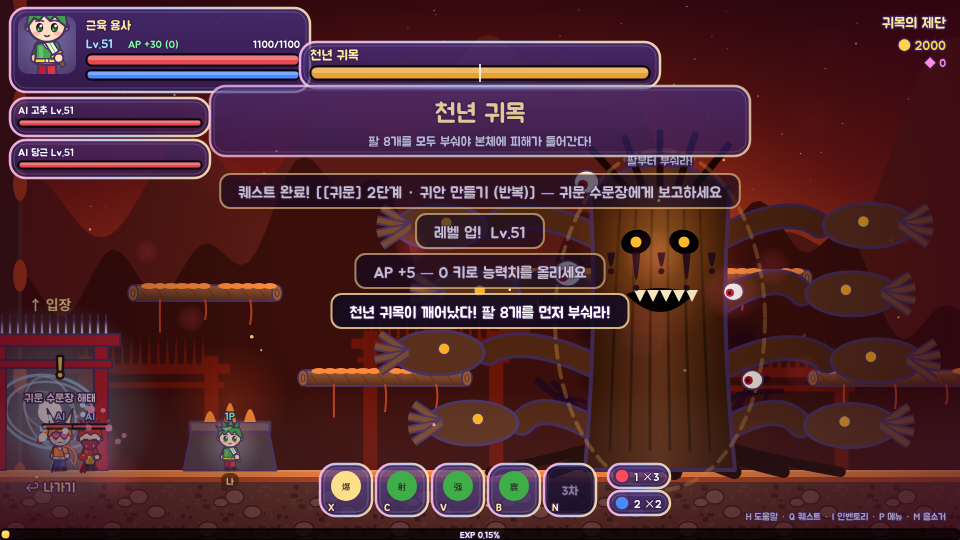 근육 용사
Lv.51 AP +30 (0) 1100/1100
AI 고추 Lv.51
AI 당근 Lv.51
천년 귀목
천년 귀목
팔 8개를 모두 부숴야 본체에 피해가 들어간다!
팔부터 부숴라!
퀘스트 완료! [[귀문] 2단계 · 귀안 만들기 (반복)] — 귀문 수문장에게 보고하세요
레벨 업! Lv.51
AP +5 — 0 키로 능력치를 올리세요
천년 귀목이 깨어났다! 팔 8개를 먼저 부숴라!
귀목의 제단
2000
0
↑ 입장
!
귀문 수문장 해태
AI AI
1P
나
↩ 나가기
爆 X
射 C
强 V
震 B
3차 N
1 ×3
2 ×2
H 도움말 · Q 퀘스트 · I 인벤토리 · P 메뉴 · M 음소거
EXP 0.15%